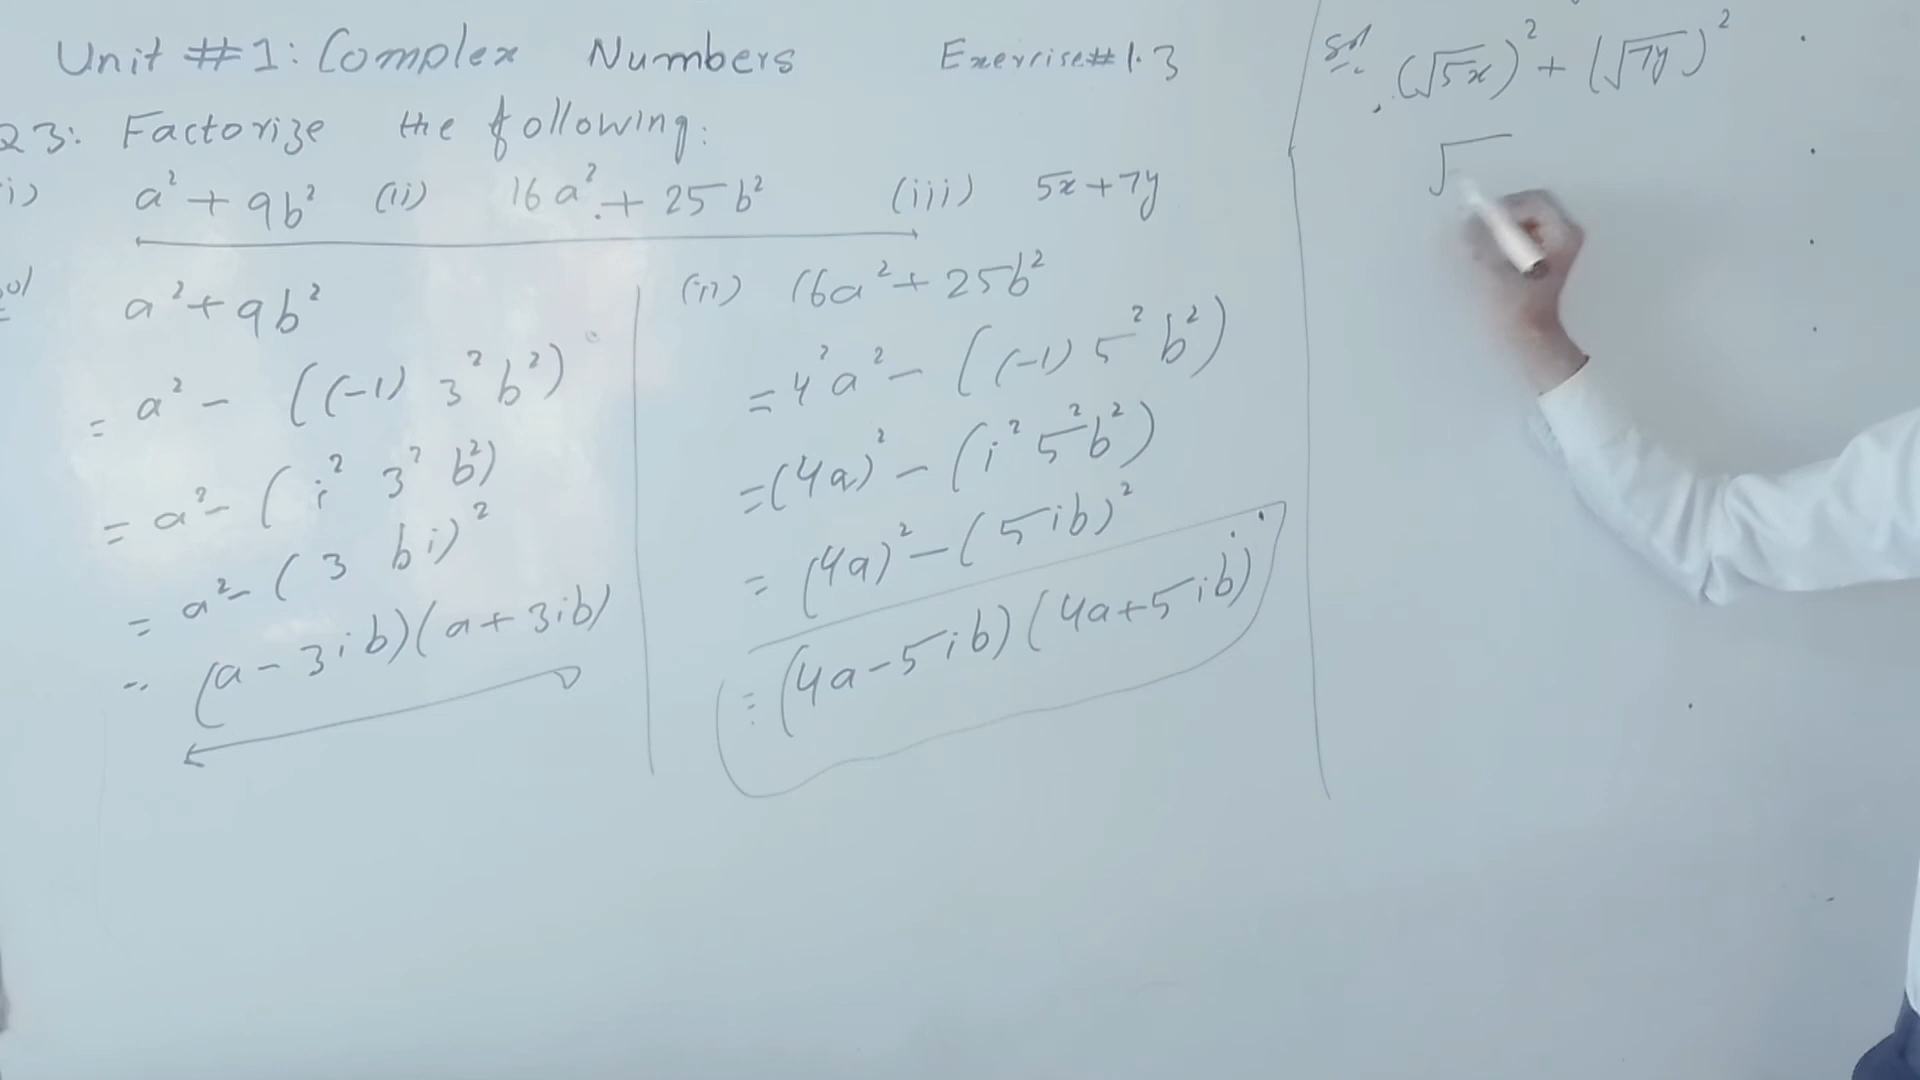 Unit #1: Complex Numbers Exercise#1.3
Q3: Factorize the following:
i) a² + 9b² (ii) 16a² + 25b² (iii) 5x+7y
a²+9b²
= a² - ((-1) 3² b²)
= a² - (i² 3² b²)
= a² - (3 bi)²
= (a-3ib)(a+3ib)
(ii) 16a² + 25b²
= 4²a² - ((-1) 5² b²)
= (4a)² - (i² 5² b²)
= (4a)² - (5ib)²
= (4a-5ib)(4a+5ib)
Sol. (√5x)² + (√7y)²
√